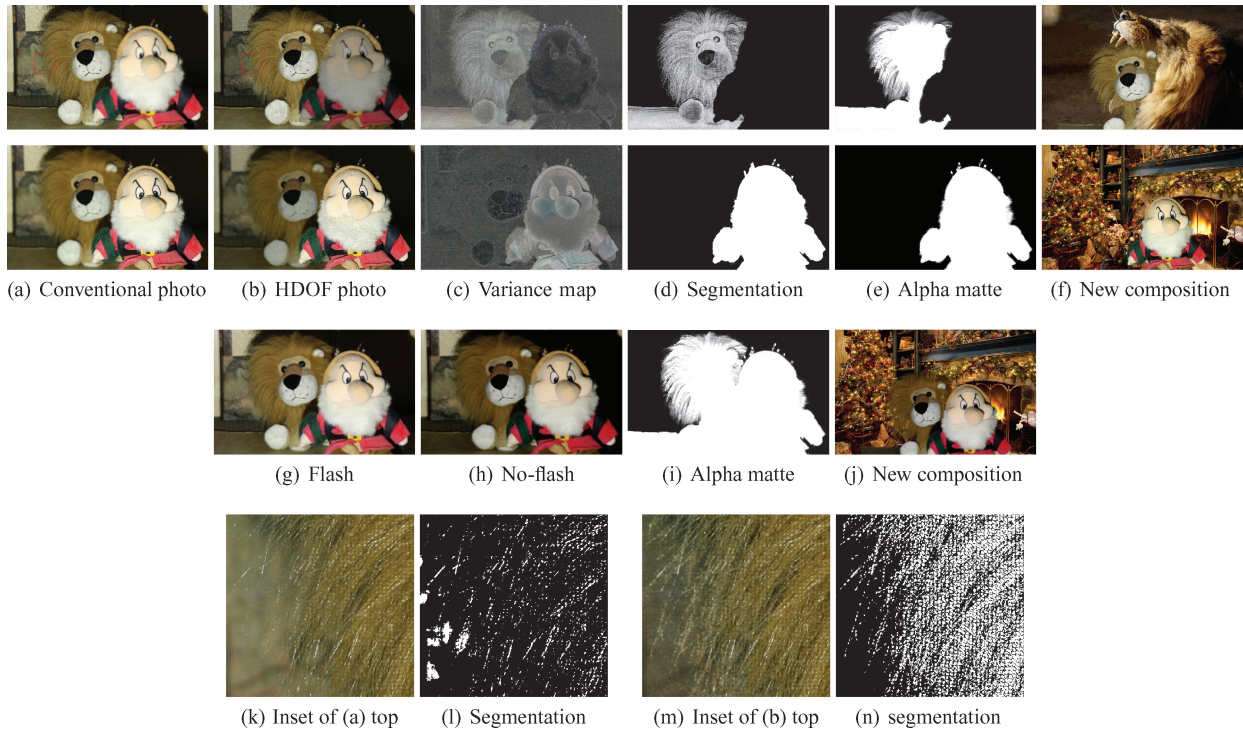 (a) Conventional photo
(b) HDOF photo
(c) Variance map
(d) Segmentation
(e) Alpha matte
(f) New composition
(g) Flash
(h) No-flash
(i) Alpha matte
(j) New composition
(k) Inset of (a) top
(l) Segmentation
(m) Inset of (b) top
(n) segmentation